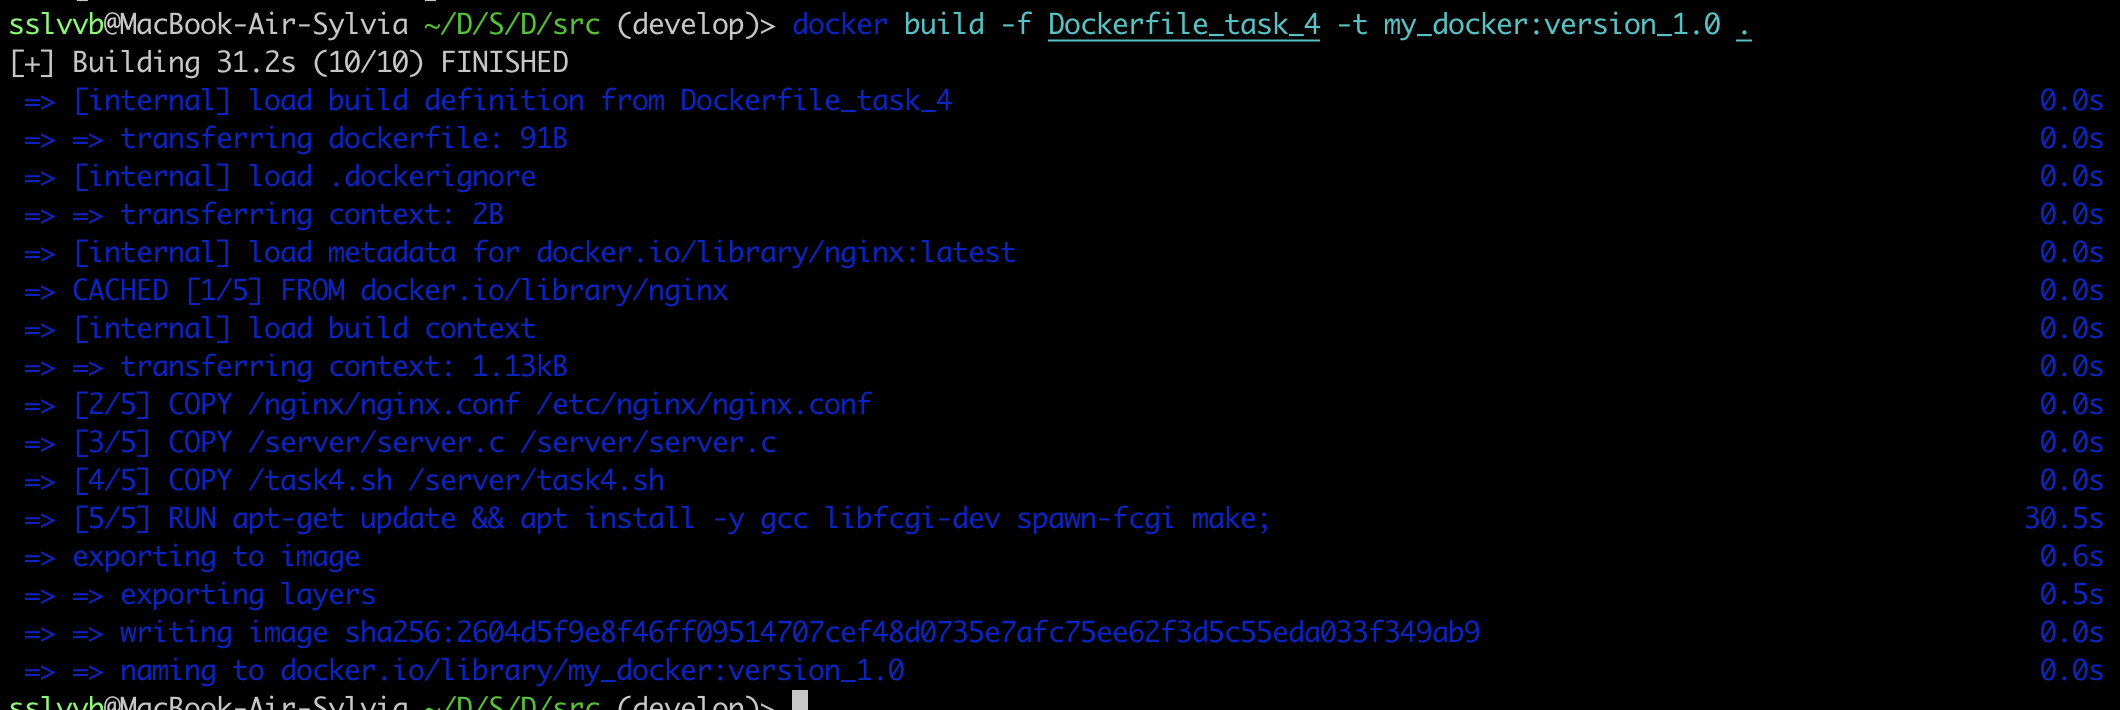 sslvvb@MacBook-Air-Sylvia ~/D/S/D/src (develop)> docker build -f Dockerfile_task_4 -t my_docker:version_1.0 .
[+] Building 31.2s (10/10) FINISHED
=> [internal] load build definition from Dockerfile_task_4 0.0s
=> => transferring dockerfile: 91B 0.0s
=> [internal] load .dockerignore 0.0s
=> => transferring context: 2B 0.0s
=> [internal] load metadata for docker.io/library/nginx:latest 0.0s
=> CACHED [1/5] FROM docker.io/library/nginx 0.0s
=> [internal] load build context 0.0s
=> => transferring context: 1.13kB 0.0s
=> [2/5] COPY /nginx/nginx.conf /etc/nginx/nginx.conf 0.0s
=> [3/5] COPY /server/server.c /server/server.c 0.0s
=> [4/5] COPY /task4.sh /server/task4.sh 0.0s
=> [5/5] RUN apt-get update && apt install -y gcc libfcgi-dev spawn-fcgi make; 30.5s
=> exporting to image 0.6s
=> => exporting layers 0.5s
=> => writing image sha256:2604d5f9e8f46ff09514707cef48d0735e7afc75ee62f3d5c55eda033f349ab9 0.0s
=> => naming to docker.io/library/my_docker:version_1.0 0.0s
sslvvb@MacBook-Air-Sylvia ~/D/S/D/src (develop)>